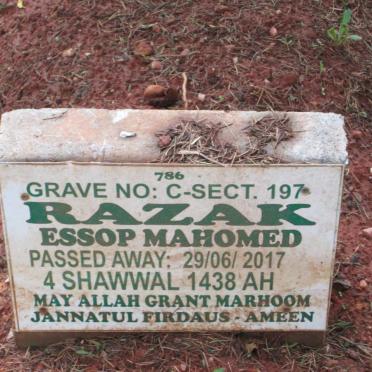 786
GRAVE NO: C-SECT. 197
RAZAK
ESSOP MAHOMED
PASSED AWAY: 29/06/ 2017
4 SHAWWAL 1438 AH
MAY ALLAH GRANT MARHOOM
JANNATUL FIRDAUS - AMEEN